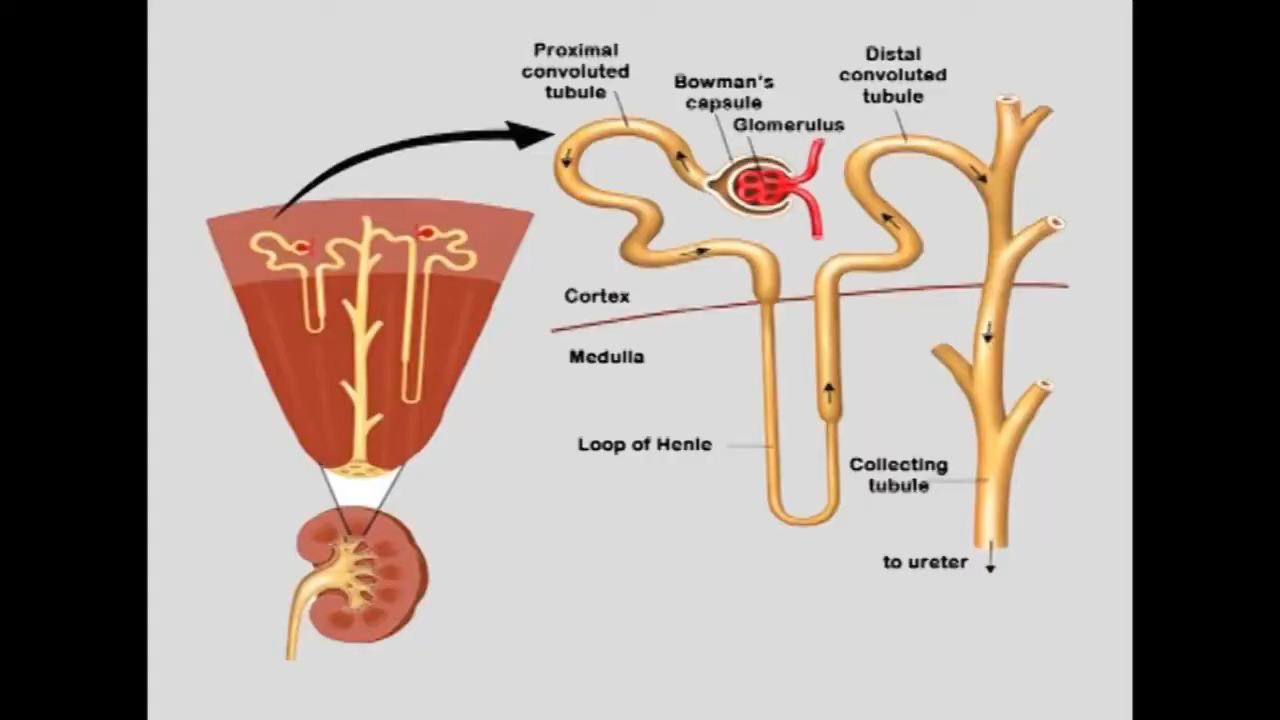 Proximal
convoluted
tubule
Bowman's
capsule
Glomerulus
Distal
convoluted
tubule
Cortex
Medulla
Loop of Henle
Collecting
tubule
to ureter